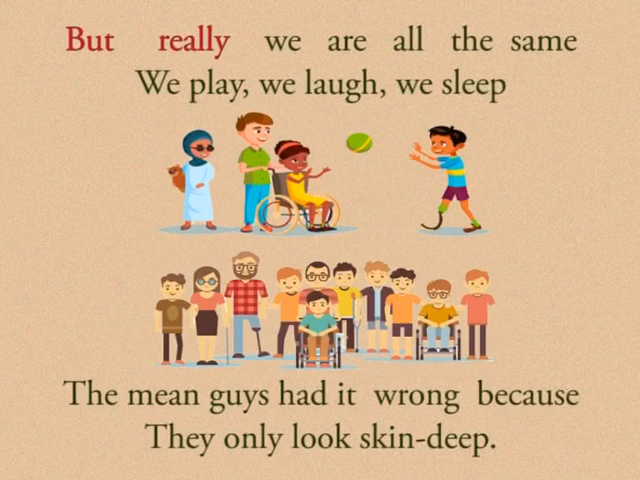 But really we are all the same
We play, we laugh, we sleep
The mean guys had it wrong because
They only look skin-deep.